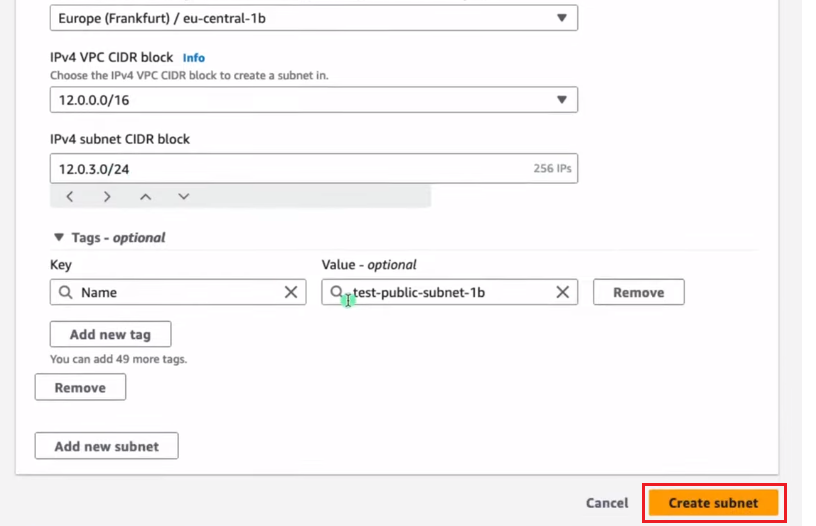 Europe (Frankfurt) / eu-central-1b
IPv4 VPC CIDR block Info
Choose the IPv4 VPC CIDR block to create a subnet in.
12.0.0.0/16
IPv4 subnet CIDR block
12.0.3.0/24 256 IPs
Tags - optional
Key Value - optional
Name test-public-subnet-1b Remove
Add new tag
You can add 49 more tags.
Remove
Add new subnet
Cancel Create subnet